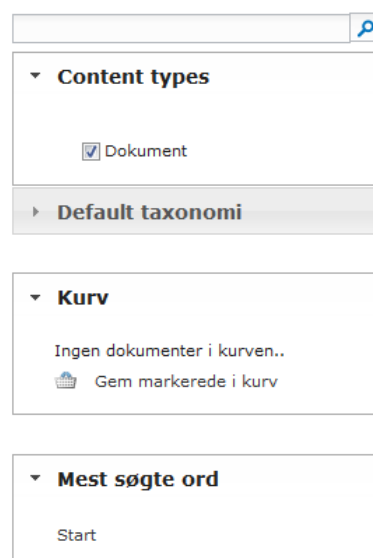 Content types
Dokument
Default taxonomi
Kurv
Ingen dokumenter i kurven..
Gem markerede i kurv
Mest søgte ord
Start